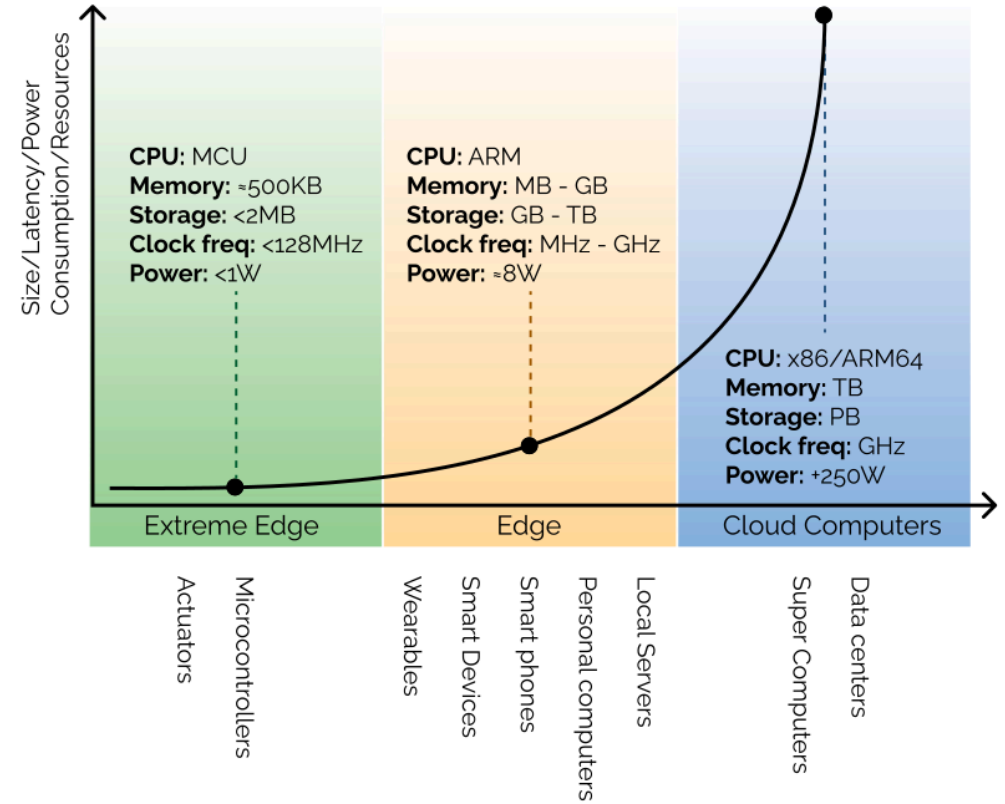 Size/Latency/Power
Consumption/Resources
CPU: MCU
Memory: ≈500KB
Storage: <2MB
Clock freq: <128MHz
Power: <1W
CPU: ARM
Memory: MB - GB
Storage: GB - TB
Clock freq: MHz - GHz
Power: ≈8W
CPU: x86/ARM64
Memory: TB
Storage: PB
Clock freq: GHz
Power: +250W
Extreme Edge
Edge
Cloud Computers
Actuators
Microcontrollers
Wearables
Smart Devices
Smart phones
Personal computers
Local Servers
Super Computers
Data centers